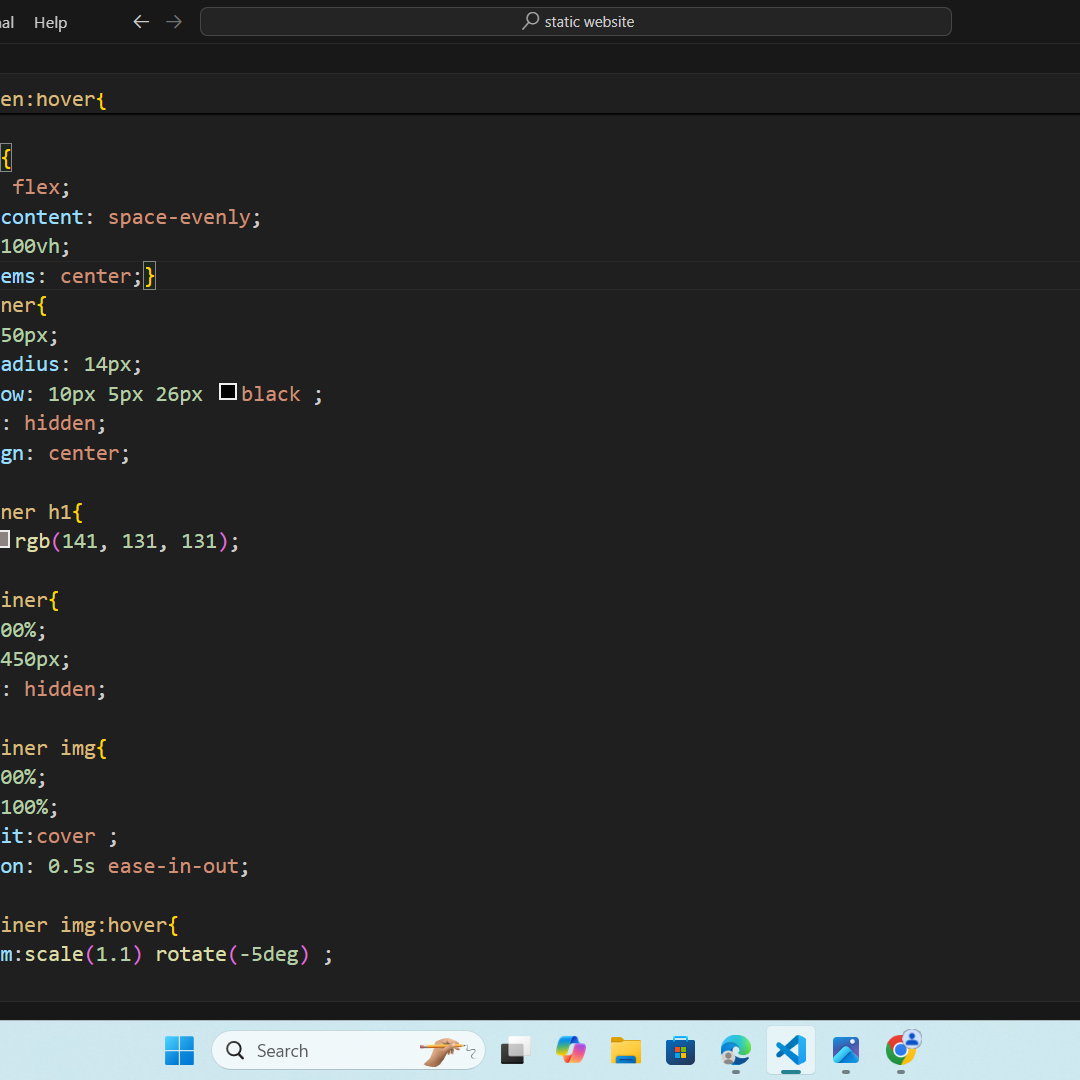 al Help static website
en:hover{
{
flex;
content: space-evenly;
100vh;
ems: center;}
ner{
50px;
adius: 14px;
ow: 10px 5px 26px black ;
: hidden;
gn: center;
ner h1{
rgb(141, 131, 131);
iner{
00%;
450px;
: hidden;
iner img{
00%;
100%;
it:cover ;
on: 0.5s ease-in-out;
iner img:hover{
m:scale(1.1) rotate(-5deg) ;
Search